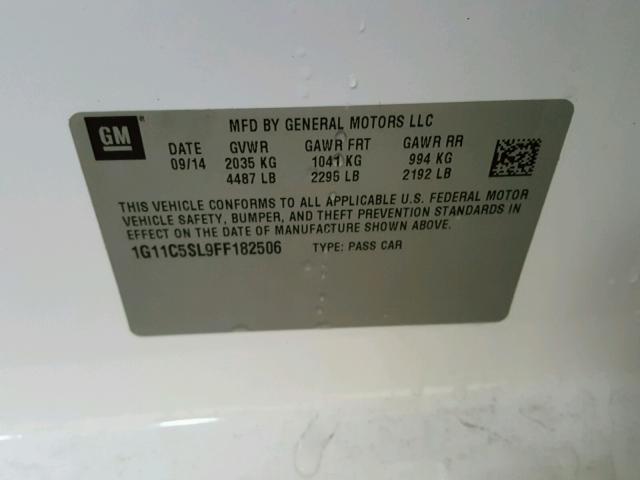 GM
MFD BY GENERAL MOTORS LLC
DATE GVWR GAWR FRT GAWR RR
09/14 2035 KG 1041 KG 994 KG
4487 LB 2295 LB 2192 LB
THIS VEHICLE CONFORMS TO ALL APPLICABLE U.S. FEDERAL MOTOR
VEHICLE SAFETY, BUMPER, AND THEFT PREVENTION STANDARDS IN
EFFECT ON THE DATE OF MANUFACTURE SHOWN ABOVE.
1G11C5SL9FF182506 TYPE: PASS CAR